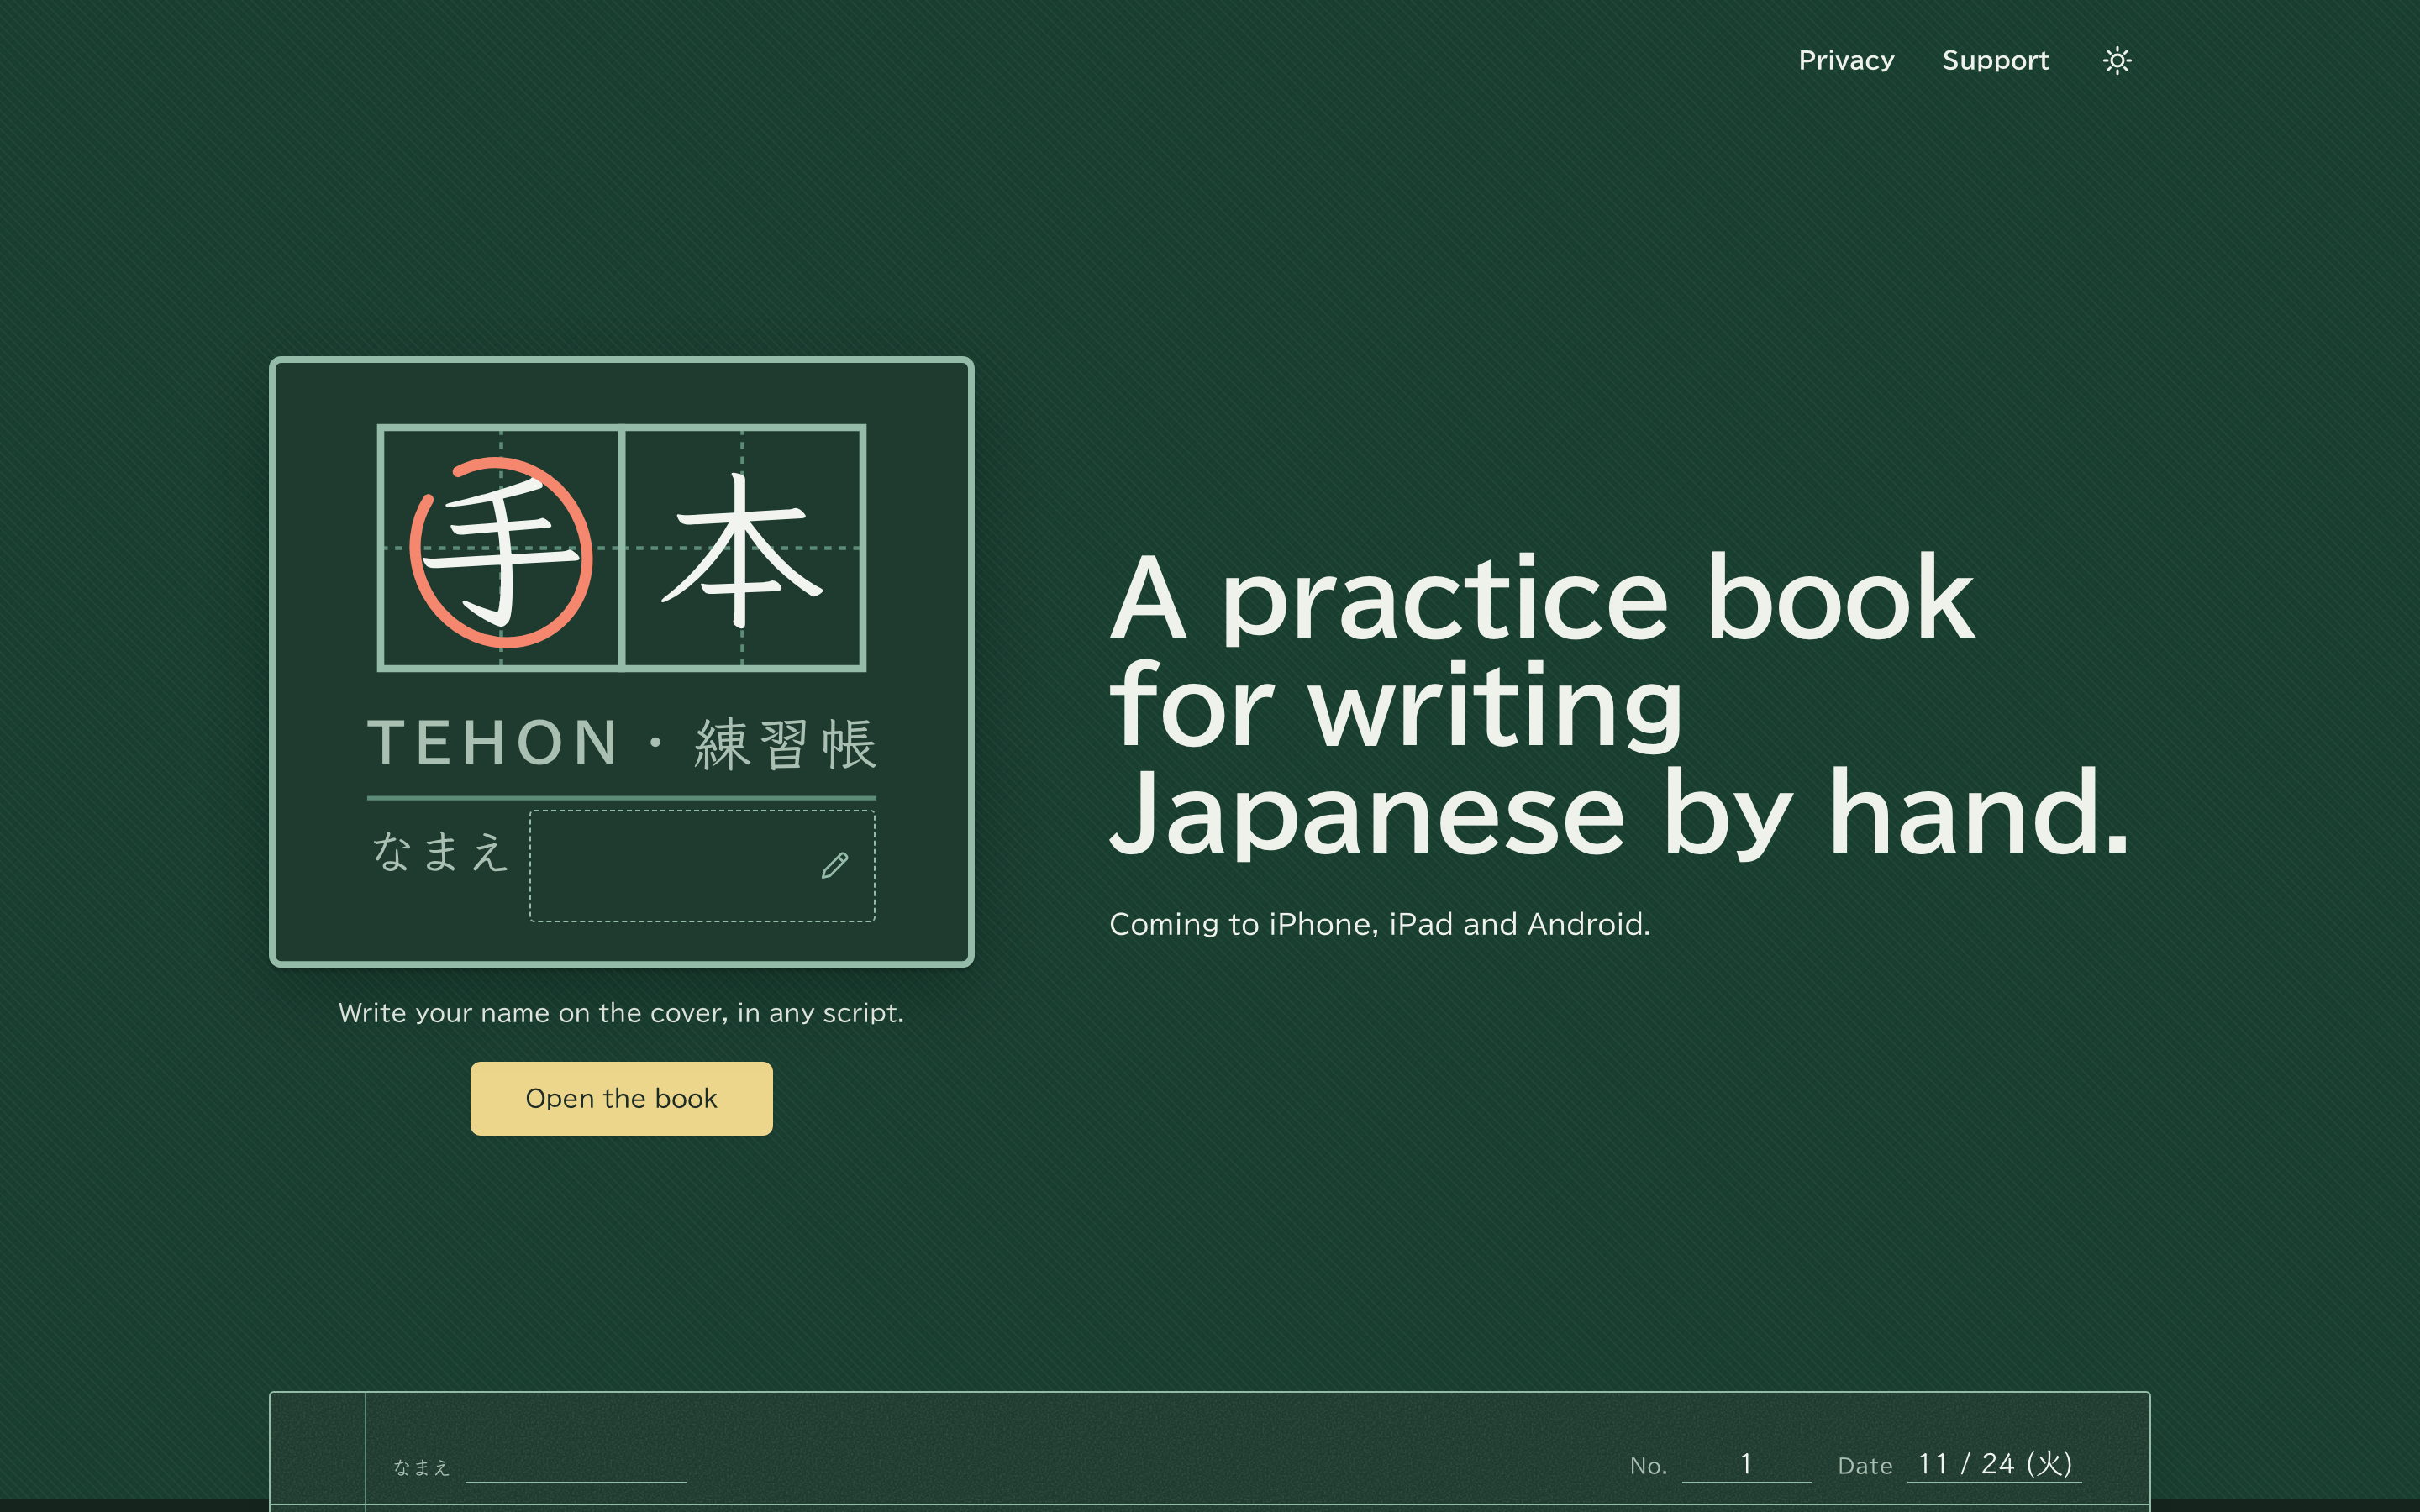 Privacy Support
手本
TEHON・練習帳
なまえ
Write your name on the cover, in any script.
Open the book
A practice book
for writing
Japanese by hand.
Coming to iPhone, iPad and Android.
なまえ No. 1 Date 11 / 24 (火)